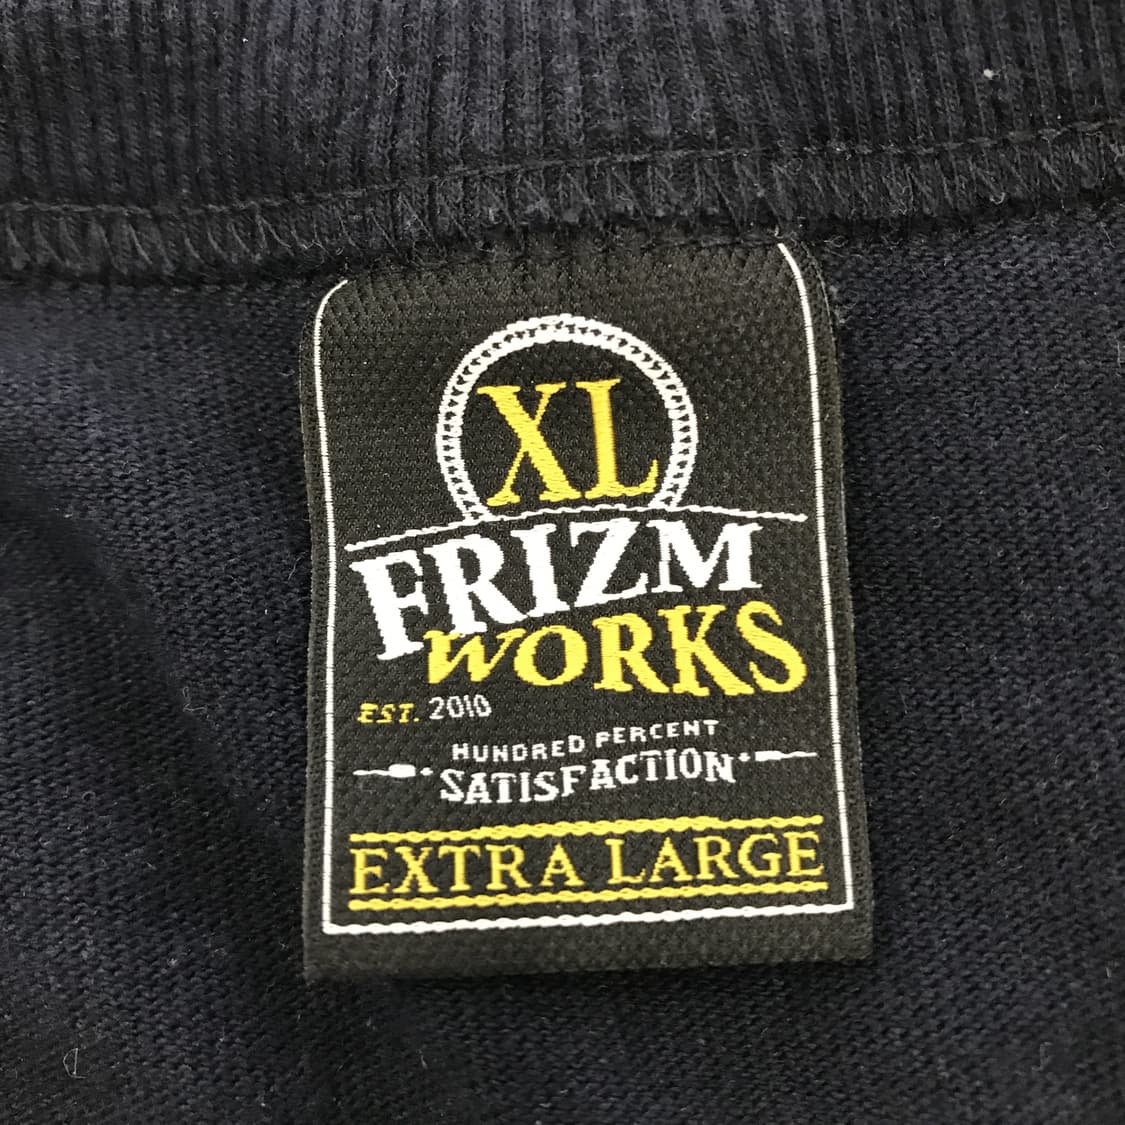 XL
FRIZM
WORKS
EST. 2010
HUNDRED PERCENT
SATISFACTION
EXTRA LARGE